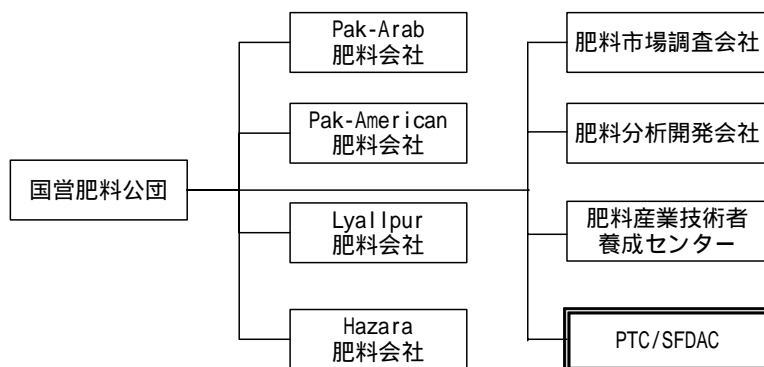 国営肥料公団
Pak-Arab
肥料会社
Pak-American
肥料会社
Lyallpur
肥料会社
Hazara
肥料会社
肥料市場調査会社
肥料分析開発会社
肥料産業技術者
養成センター
PTC/SFDAC